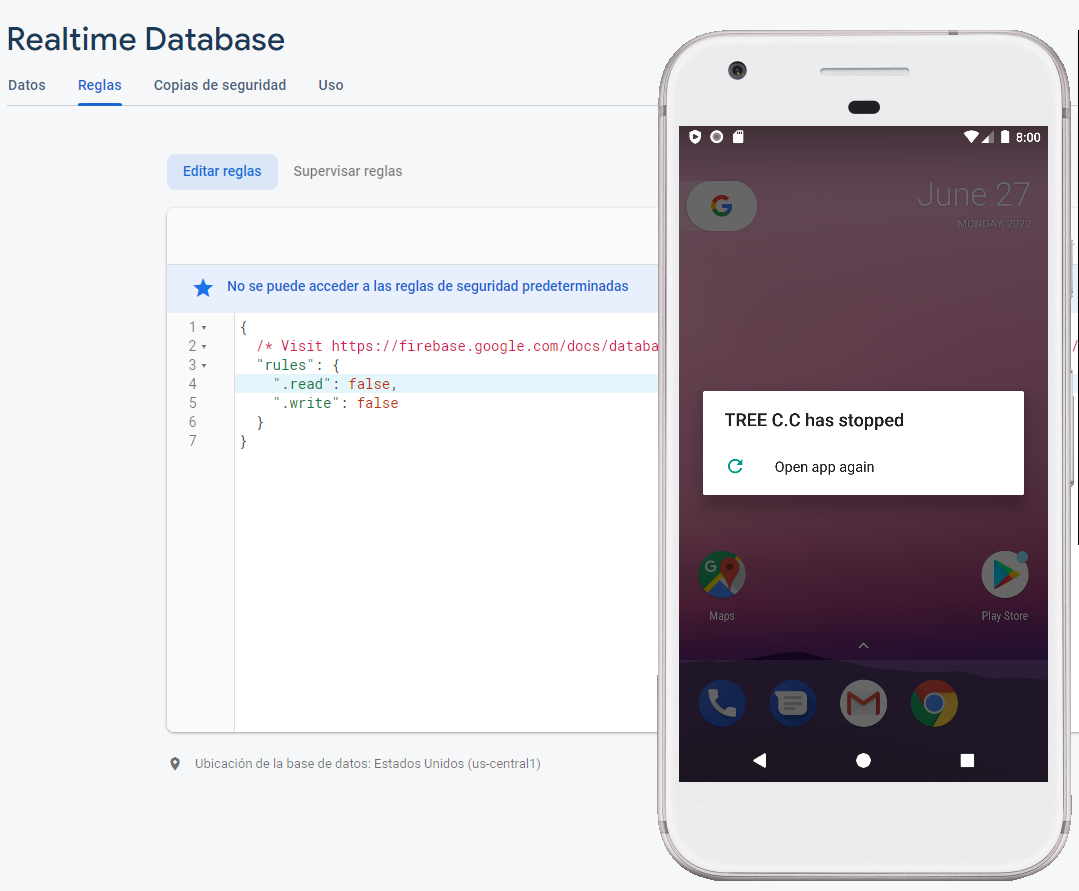 Realtime Database
Datos Reglas Copias de seguridad Uso
Editar reglas Supervisar reglas
No se puede acceder a las reglas de seguridad predeterminadas
1 {
2 /* Visit https://firebase.google.com/docs/databa
3 "rules": {
4 ".read": false,
5 ".write": false
6 }
7 }
Ubicación de la base de datos: Estados Unidos (us-central1)
8:00
G
June 27
MONDAY, 2022
TREE C.C has stopped
Open app again
G
Maps
Play Store